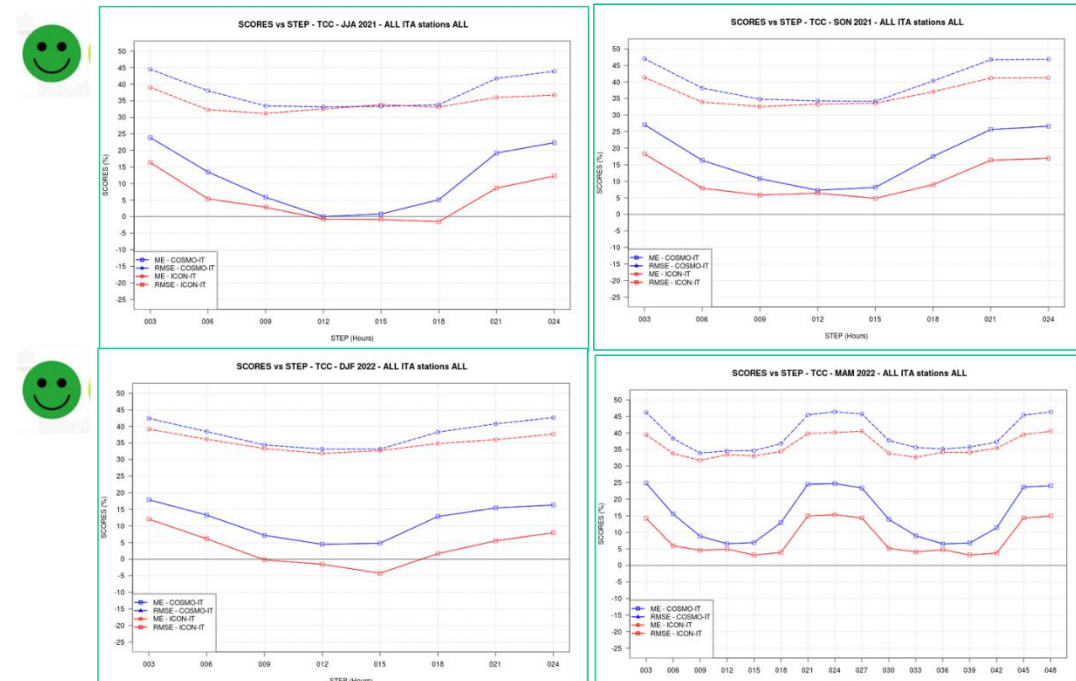 SCORES vs STEP - TCC - JJA 2021 - ALL ITA stations ALL
SCORES (%)
50
45
40
35
30
25
20
15
10
5
0
-5
-10
-15
-20
-25
ME - COSMO-IT
RMSE - COSMO-IT
ME - ICON-IT
RMSE - ICON-IT
003 006 009 012 015 018 021 024
STEP (Hours)
SCORES vs STEP - TCC - SON 2021 - ALL ITA stations ALL
SCORES (%)
50
45
40
35
30
25
20
15
10
5
0
-5
-10
-15
-20
-25
ME - COSMO-IT
RMSE - COSMO-IT
ME - ICON-IT
RMSE - ICON-IT
003 006 009 012 015 018 021 024
STEP (Hours)
SCORES vs STEP - TCC - DJF 2022 - ALL ITA stations ALL
SCORES (%)
50
45
40
35
30
25
20
15
10
5
0
-5
-10
-15
-20
-25
ME - COSMO-IT
RMSE - COSMO-IT
ME - ICON-IT
RMSE - ICON-IT
003 006 009 012 015 018 021 024
STEP (Hours)
SCORES vs STEP - TCC - MAM 2022 - ALL ITA stations ALL
SCORES (%)
50
45
40
35
30
25
20
15
10
5
0
-5
-10
-15
-20
-25
ME - COSMO-IT
RMSE - COSMO-IT
ME - ICON-IT
RMSE - ICON-IT
003 006 009 012 015 018 021 024 027 030 033 036 039 042 045 048